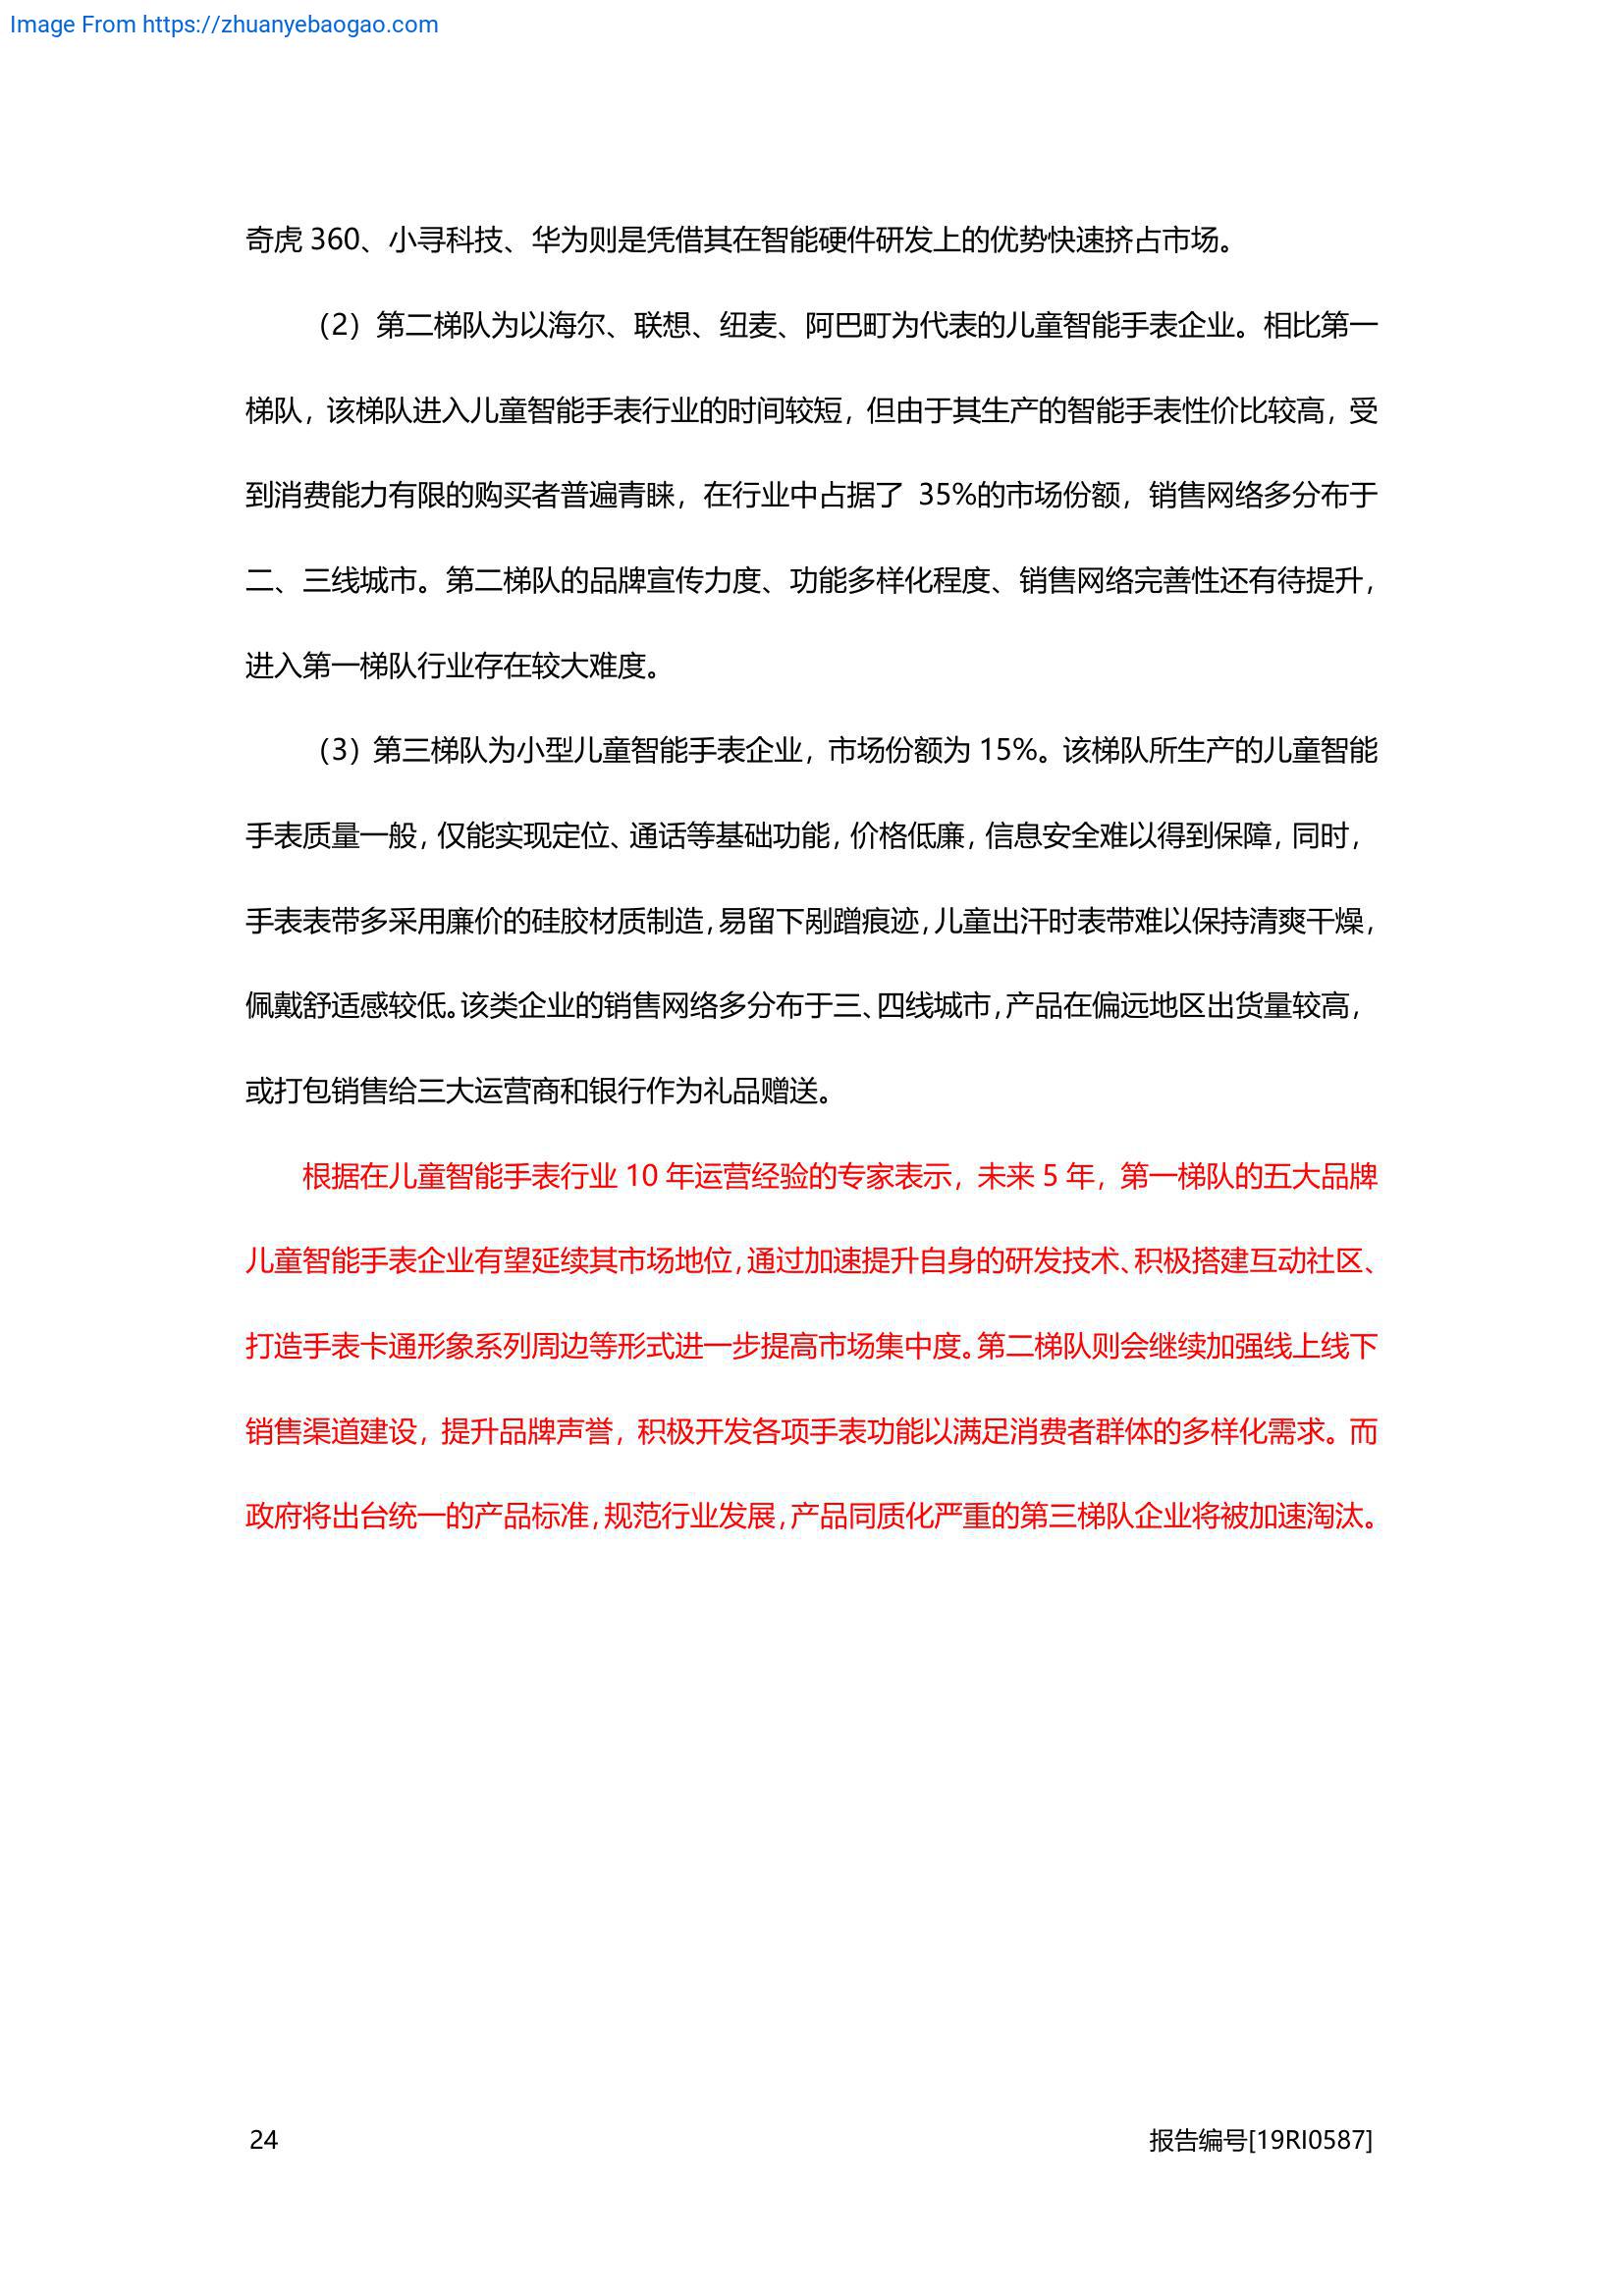 Image From https://zhuanyebaogao.com
奇虎 360、小寻科技、华为则是凭借其在智能硬件研发上的优势快速挤占市场。
（2）第二梯队为以海尔、联想、纽麦、阿巴町为代表的儿童智能手表企业。相比第一
梯队，该梯队进入儿童智能手表行业的时间较短，但由于其生产的智能手表性价比较高，受
到消费能力有限的购买者普遍青睐，在行业中占据了 35%的市场份额，销售网络多分布于
二、三线城市。第二梯队的品牌宣传力度、功能多样化程度、销售网络完善性还有待提升，
进入第一梯队行业存在较大难度。
（3）第三梯队为小型儿童智能手表企业，市场份额为 15%。该梯队所生产的儿童智能
手表质量一般，仅能实现定位、通话等基础功能，价格低廉，信息安全难以得到保障，同时，
手表表带多采用廉价的硅胶材质制造，易留下剐蹭痕迹，儿童出汗时表带难以保持清爽干燥，
佩戴舒适感较低。该类企业的销售网络多分布于三、四线城市，产品在偏远地区出货量较高，
或打包销售给三大运营商和银行作为礼品赠送。
根据在儿童智能手表行业 10 年运营经验的专家表示，未来 5 年，第一梯队的五大品牌
儿童智能手表企业有望延续其市场地位，通过加速提升自身的研发技术、积极搭建互动社区、
打造手表卡通形象系列周边等形式进一步提高市场集中度。第二梯队则会继续加强线上线下
销售渠道建设，提升品牌声誉，积极开发各项手表功能以满足消费者群体的多样化需求。而
政府将出台统一的产品标准，规范行业发展，产品同质化严重的第三梯队企业将被加速淘汰。
24
报告编号[19RI0587]